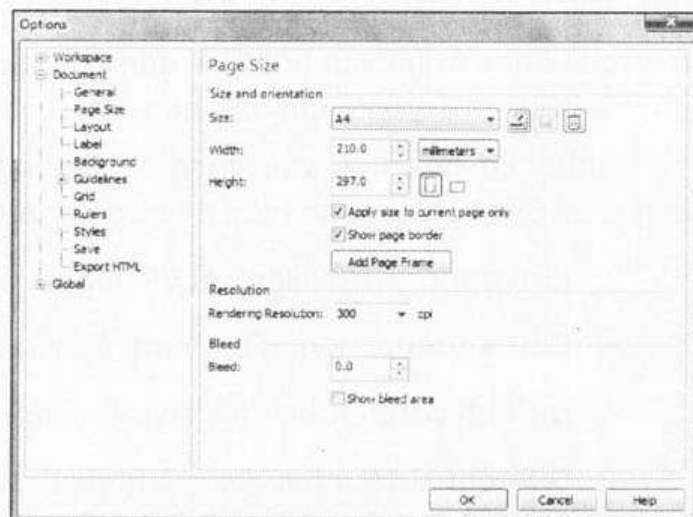 Options
Workspace
Document
General
Page Size
Layout
Label
Background
Guidelines
Grid
Rulers
Styles
Save
Export HTML
Global
Page Size
Size and orientation
Size: A4
Width: 210.0 millimeters
Height: 297.0
Apply size to current page only
Show page border
Add Page Frame
Resolution
Rendering Resolution: 300 dpi
Bleed
Bleed: 0.0
Show bleed area
OK Cancel Help